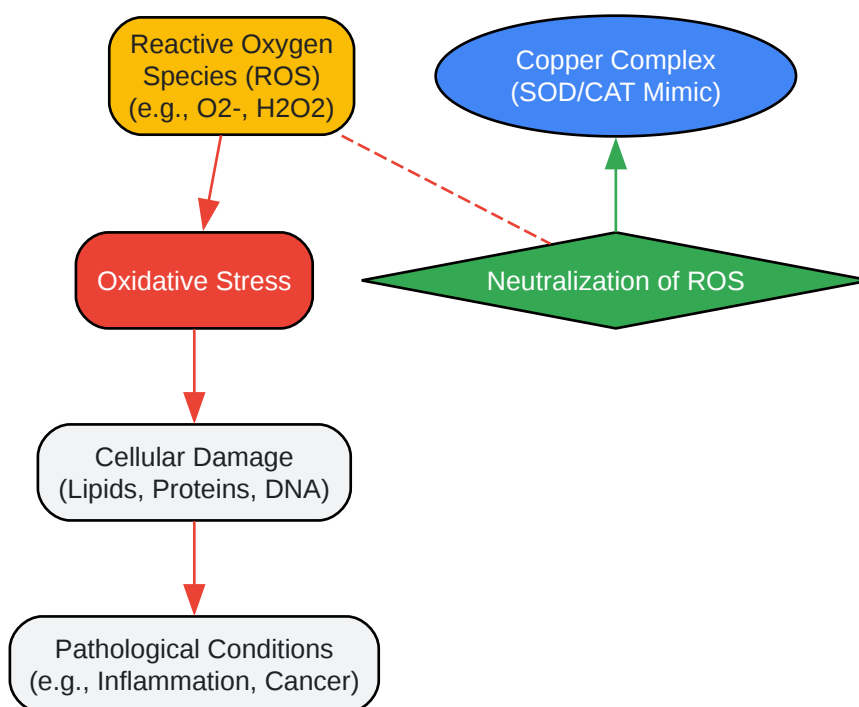 Reactive Oxygen
Species (ROS)
(e.g., O2-, H2O2)
Copper Complex
(SOD/CAT Mimic)
Oxidative Stress
Neutralization of ROS
Cellular Damage
(Lipids, Proteins, DNA)
Pathological Conditions
(e.g., Inflammation, Cancer)